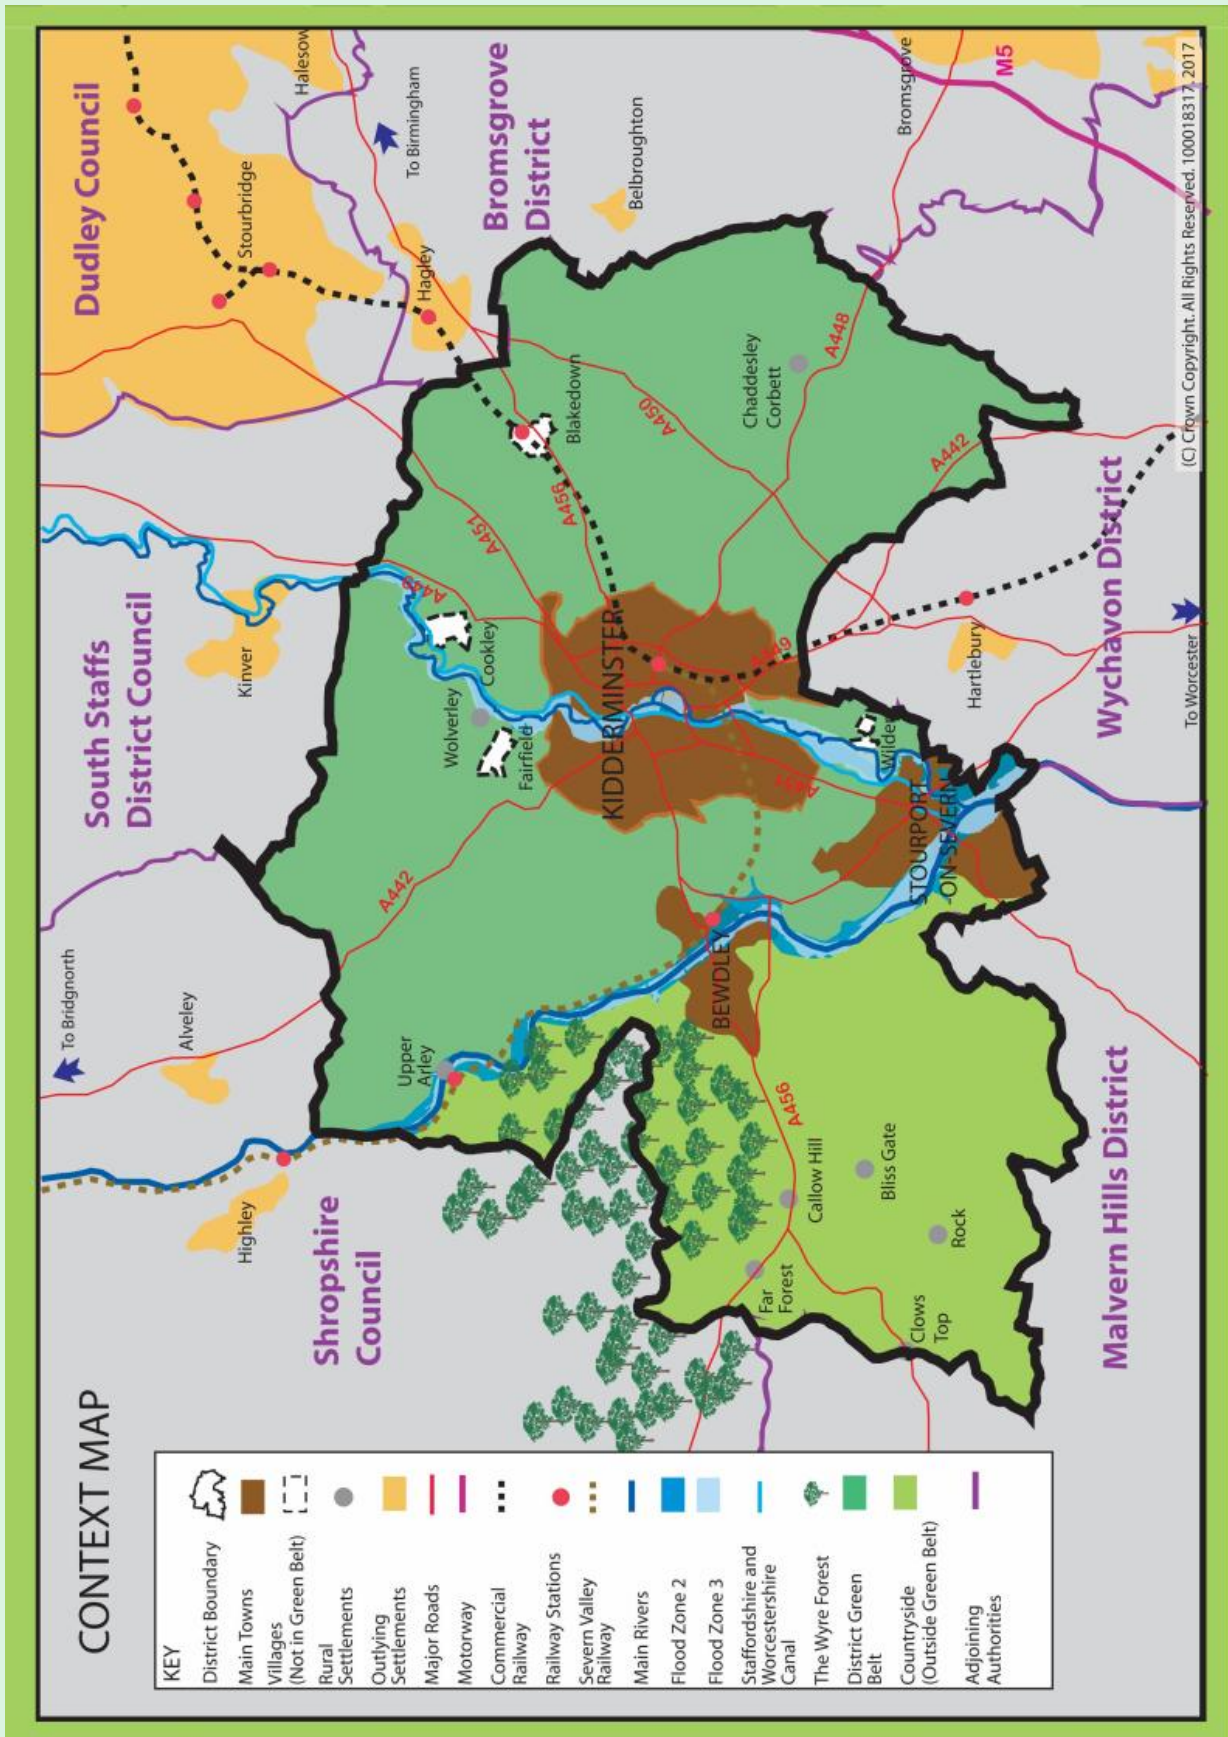 CONTEXT MAP
KEY
District Boundary
Main Towns
Villages
(Not in Green Belt)
Rural
Settlements
Outlying
Settlements
Major Roads
Motorway
Commercial
Railway
Railway Stations
Severn Valley
Railway
Main Rivers
Flood Zone 2
Flood Zone 3
Staffordshire and
Worcestershire
Canal
The Wyre Forest
District Green
Belt
Countryside
(Outside Green Belt)
Adjoining
Authorities
To Bridgnorth
Alveley
Highley
Shropshire
Council
South Staffs
District Council
Kinver
Dudley Council
Stourbridge
Halesow
To Birmingham
Hagley
Bromsgrove
District
Belbroughton
Bromsgrove
M5
Upper
Arley
A442
Wolverley
Cookley
Fairfield
A449
A451
A456
Blakedown
A450
Chaddesley
Corbett
A448
A442
KIDDERMINSTER
A449
A451
Wilden
STOURPORT
-ON-SEVERN
BEWDLEY
A456
Callow Hill
Bliss Gate
Rock
Far
Forest
Clows
Top
Hartlebury
To Worcester
Wychavon District
Malvern Hills District
(C) Crown Copyright. All Rights Reserved. 100018317. 2017